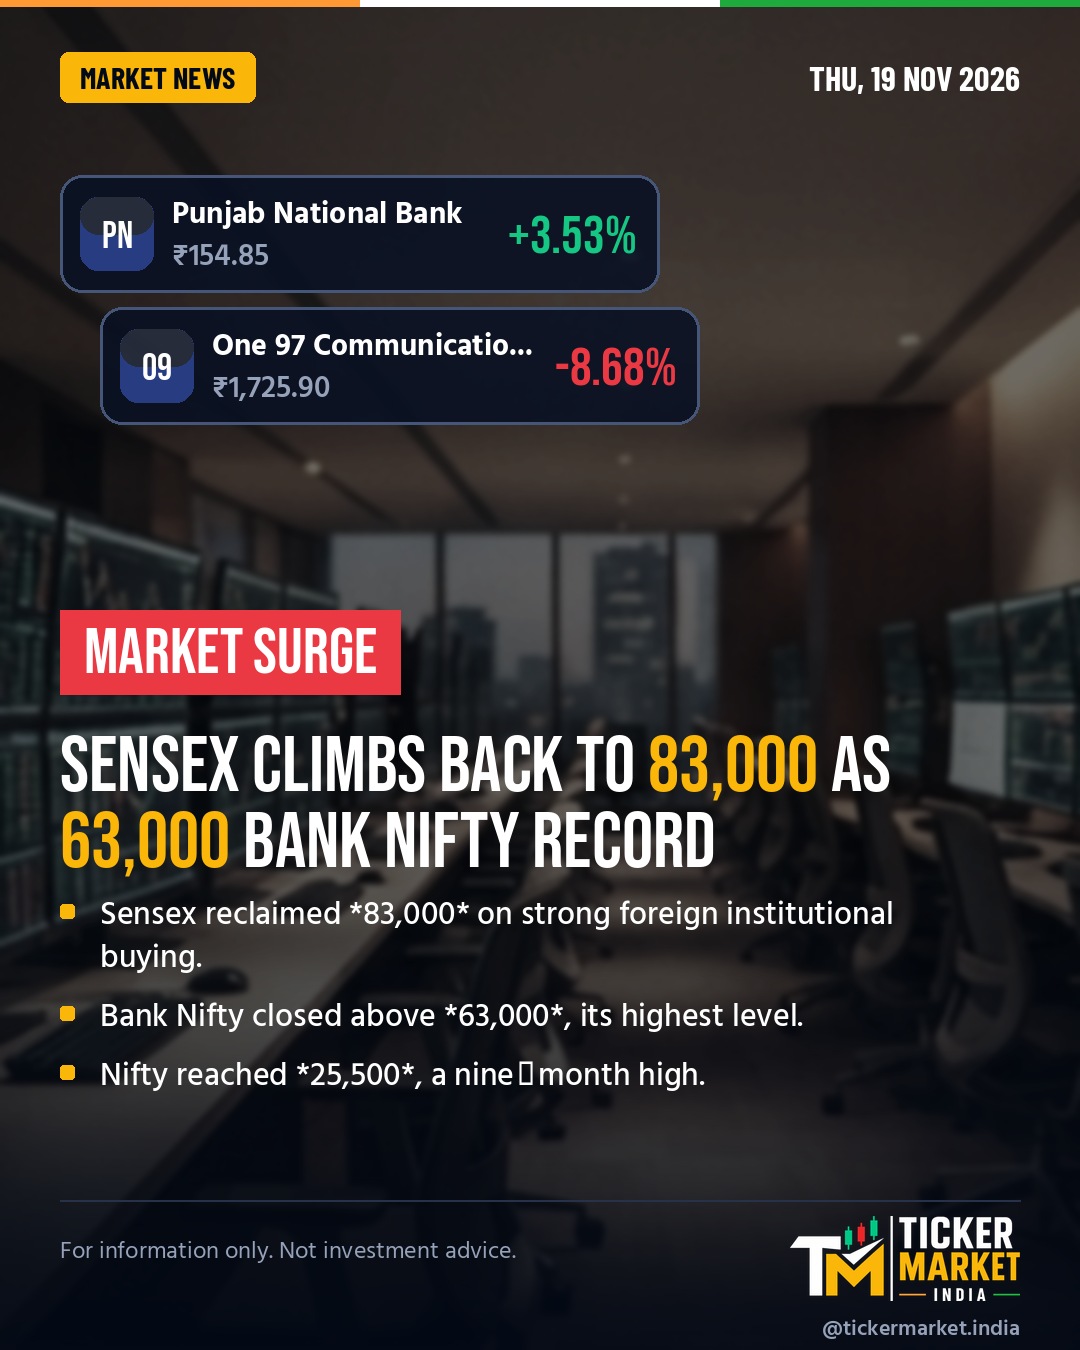 MARKET NEWS
THU, 19 NOV 2026
PN
Punjab National Bank
₹154.85
+3.53%
09
One 97 Communicatio...
₹1,725.90
-8.68%
MARKET SURGE
SENSEX CLIMBS BACK TO 83,000 AS
63,000 BANK NIFTY RECORD
Sensex reclaimed *83,000* on strong foreign institutional
buying.
Bank Nifty closed above *63,000*, its highest level.
Nifty reached *25,500*, a nine▯month high.
For information only. Not investment advice.
TM
TICKER
MARKET
INDIA
@tickermarket.india